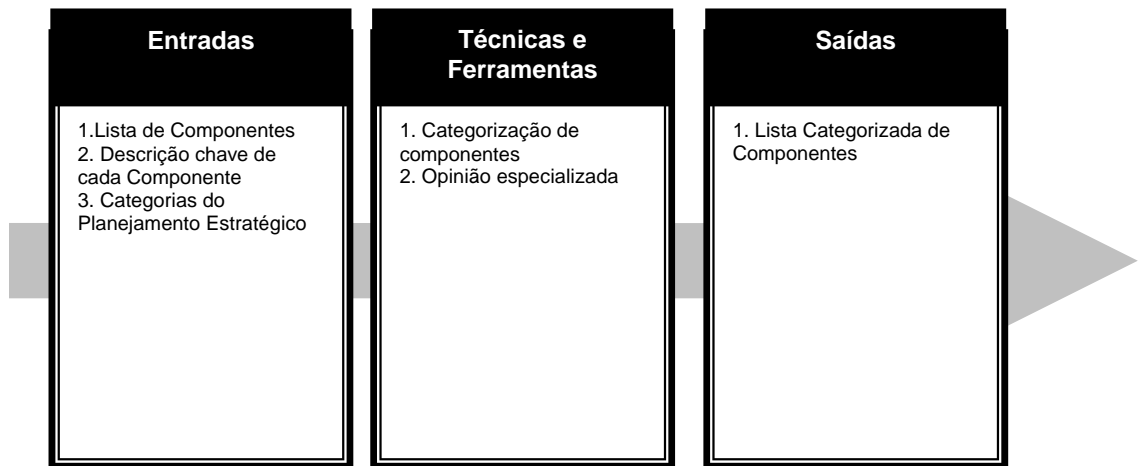 Entradas
1.Lista de Componentes
2. Descrição chave de
cada Componente
3. Categorias do
Planejamento Estratégico
Técnicas e
Ferramentas
1. Categorização de
componentes
2. Opinião especializada
Saídas
1. Lista Categorizada de
Componentes